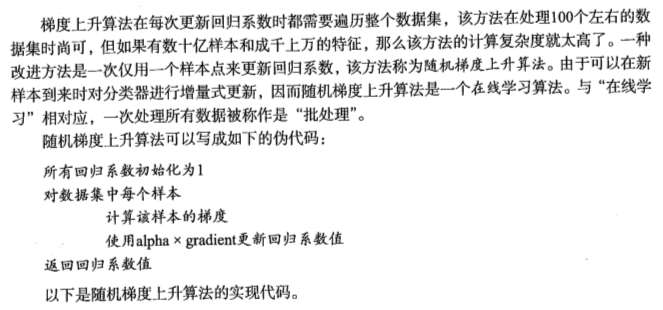 梯度上升算法在每次更新回归系数时都需要遍历整个数据集，该方法在处理100个左右的数
据集时尚可，但如果有数十亿样本和成千上万的特征，那么该方法的计算复杂度就太高了。一种
改进方法是一次仅用一个样本点来更新回归系数，该方法称为随机梯度上升算法。由于可以在新
样本到来时对分类器进行增量式更新，因而随机梯度上升算法是一个在线学习算法。与“在线学
习”相对应，一次处理所有数据被称作是“批处理”。
随机梯度上升算法可以写成如下的伪代码：
所有回归系数初始化为1
对数据集中每个样本
计算该样本的梯度
使用alpha × gradient更新回归系数值
返回回归系数值
以下是随机梯度上升算法的实现代码。